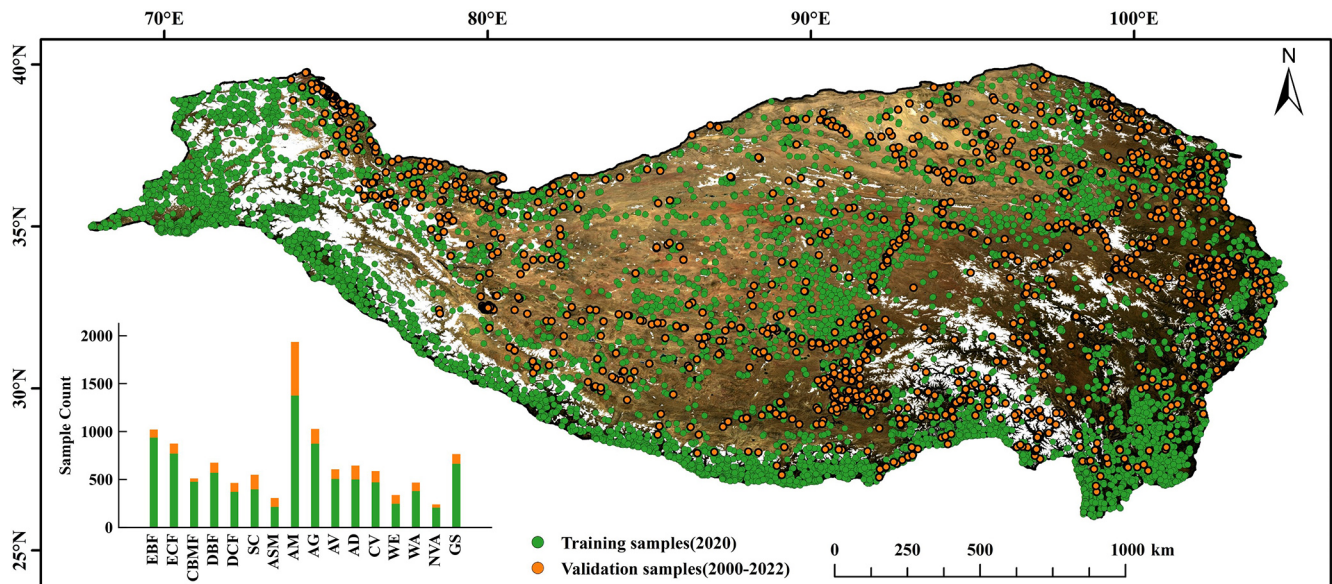 70°E 80°E 90°E 100°E
40°N
35°N
30°N
25°N
N
2000
1500
1000
500
0
Sample Count
EBF
ECF
CBMF
DBF
DCF
SC
ASM
AM
AG
AV
AD
CV
WE
WA
NVA
GS
Training samples(2020)
Validation samples(2000-2022)
0 250 500 1000 km